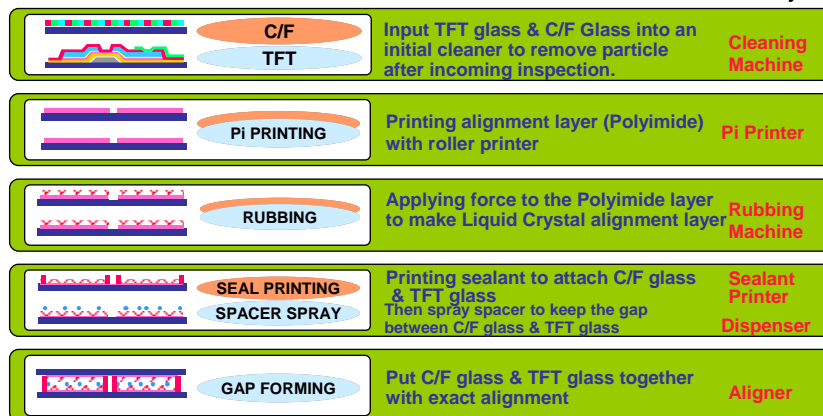 C/F
TFT
Input TFT glass & C/F Glass into an
initial cleaner to remove particle
after incoming inspection.
Cleaning
Machine
Pi PRINTING
Printing alignment layer (Polyimide)
with roller printer
Pi Printer
RUBBING
Applying force to the Polyimide layer
to make Liquid Crystal alignment layer
Rubbing
Machine
SEAL PRINTING
SPACER SPRAY
Printing sealant to attach C/F glass
& TFT glass
Then spray spacer to keep the gap
between C/F glass & TFT glass
Sealant
Printer
Dispenser
GAP FORMING
Put C/F glass & TFT glass together
with exact alignment
Aligner